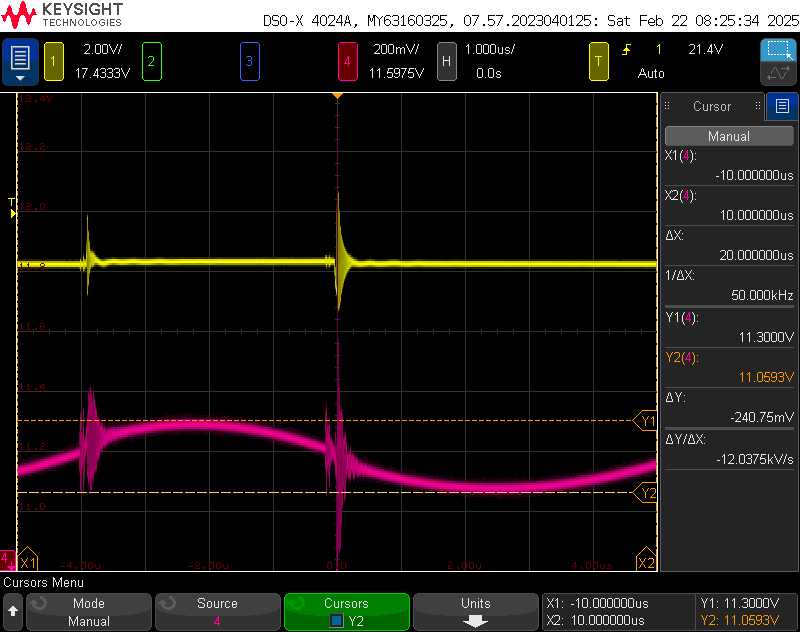 KEYSIGHT
TECHNOLOGIES
DSO-X 4024A, MY63160325, 07.57.2023040125: Sat Feb 22 08:25:34 2025
1
2.00V/
17.4333V
2
3
4
200mV/
11.5975V
H
1.000us/
0.0s
T
1
21.4V
Auto
12.4V
12.2
12.0
11.8
11.6
11.4
11.2
11.0
T
4
X1
-4.00u
-2.00u
0.0
2.00u
4.00u
X2
Y1
Y2
Cursor
Manual
X1(4):
-10.000000us
X2(4):
10.000000us
ΔX:
20.000000us
1/ΔX:
50.000kHz
Y1(4):
11.3000V
Y2(4):
11.0593V
ΔY:
-240.75mV
ΔY/ΔX:
-12.0375kV/s
Cursors Menu
Mode
Manual
Source
4
Cursors
Y2
Units
X1: -10.000000us
X2: 10.000000us
Y1: 11.3000V
Y2: 11.0593V